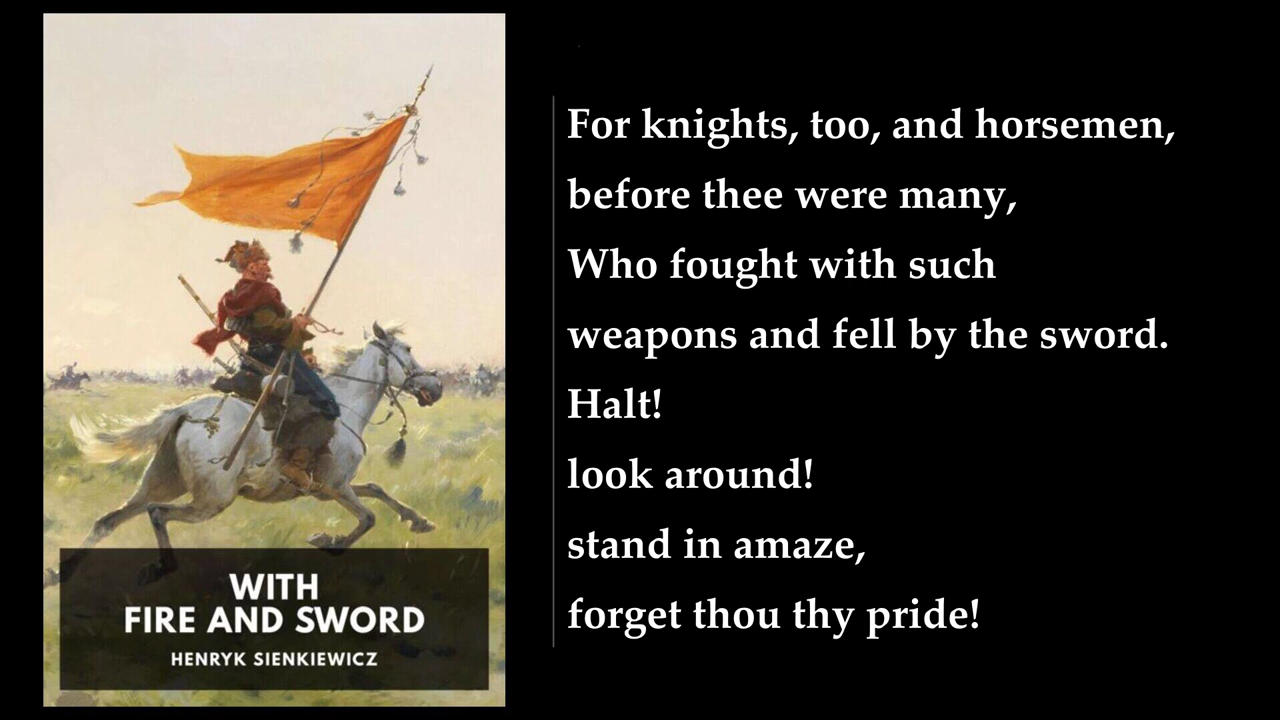 WITH
FIRE AND SWORD
HENRYK SIENKIEWICZ
For knights, too, and horsemen,
before thee were many,
Who fought with such
weapons and fell by the sword.
Halt!
look around!
stand in amaze,
forget thou thy pride!